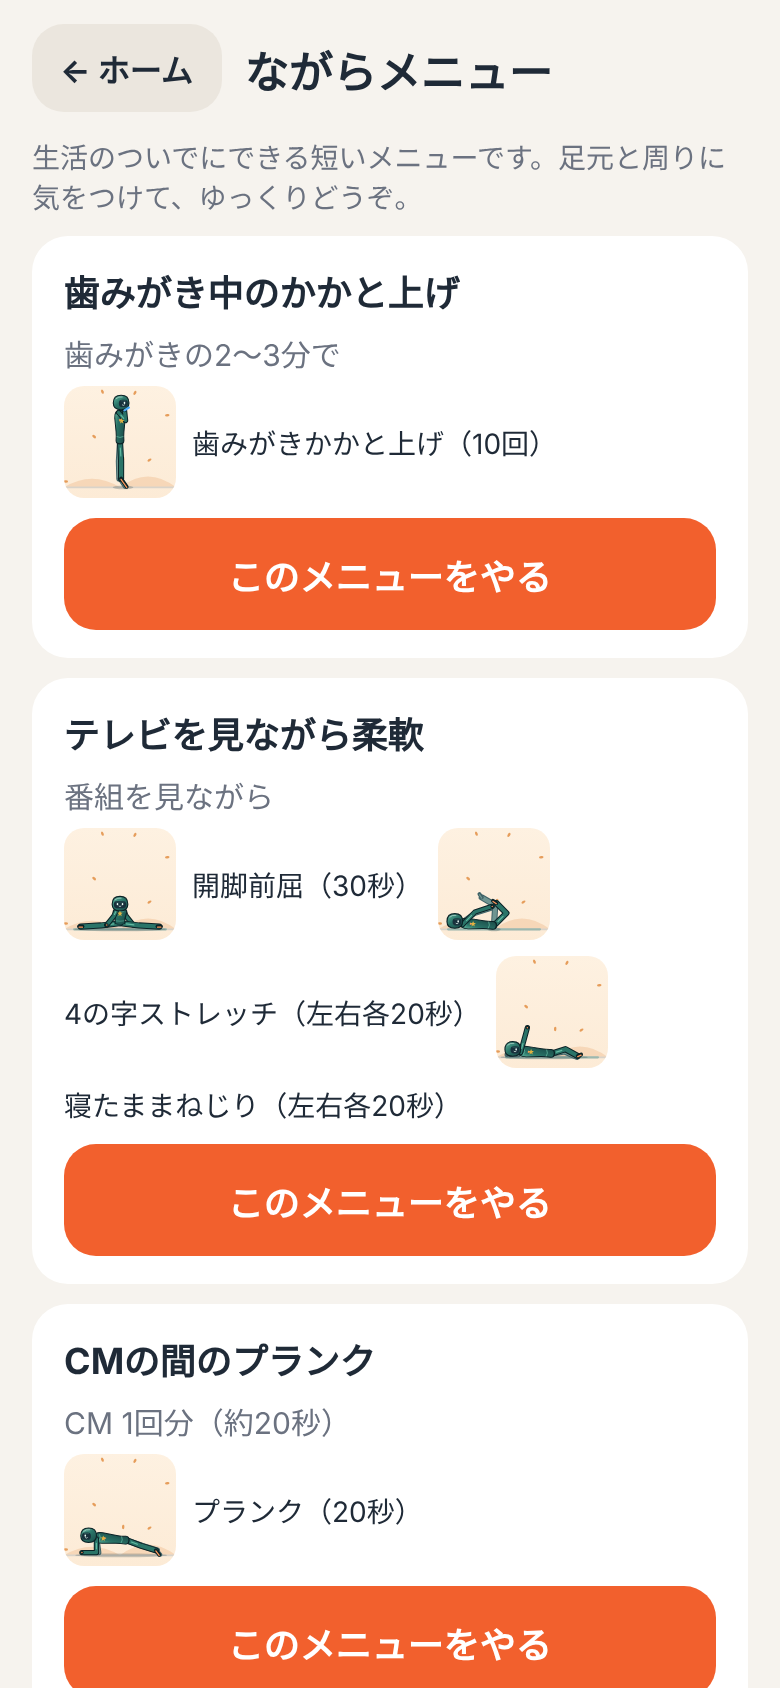 ← ホーム
ながらメニュー
生活のついでにできる短いメニューです。足元と周りに
気をつけて、ゆっくりどうぞ。
歯みがき中のかかと上げ
歯みがきの2〜3分で
歯みがきかかと上げ（10回）
このメニューをやる
テレビを見ながら柔軟
番組を見ながら
開脚前屈（30秒）
4の字ストレッチ（左右各20秒）
寝たままねじり（左右各20秒）
このメニューをやる
CMの間のプランク
CM 1回分（約20秒）
プランク（20秒）
このメニューをやる